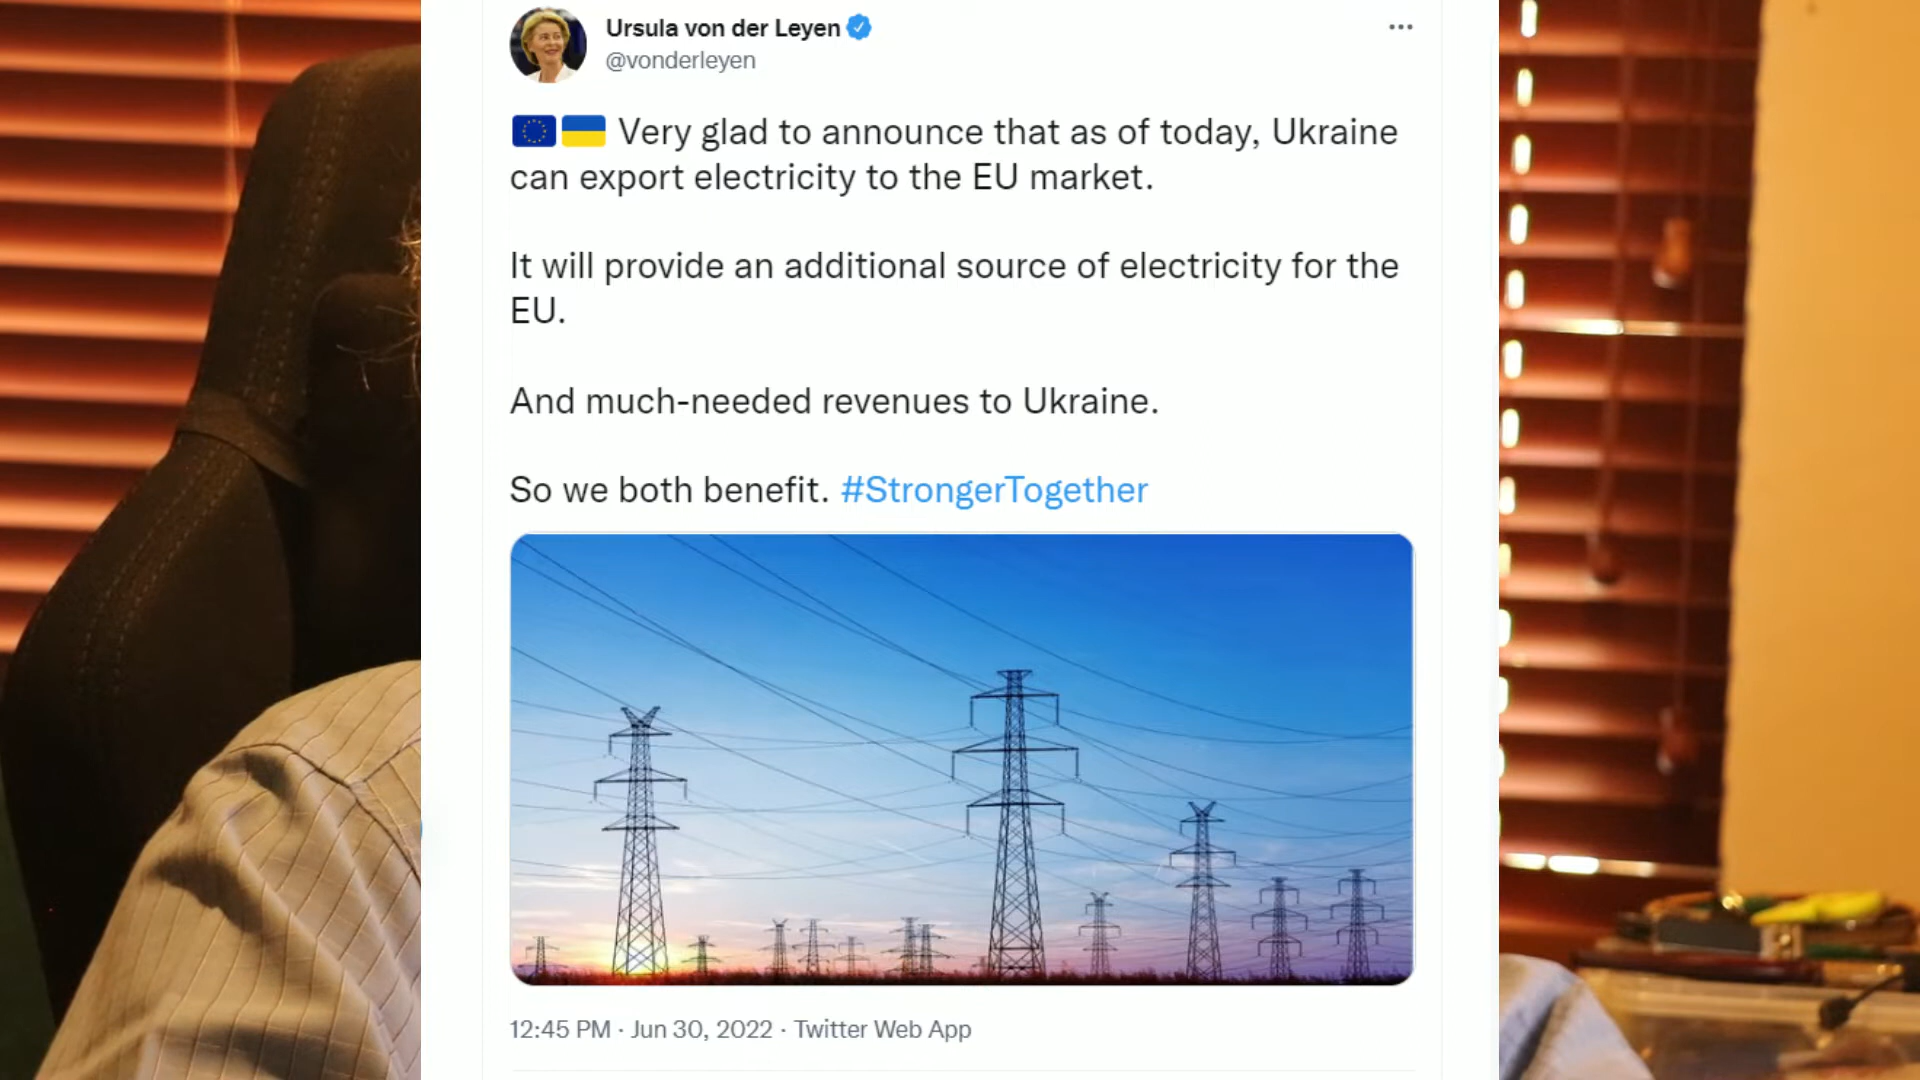 Ursula von der Leyen
@vonderleyen
🇪🇺🇺🇦 Very glad to announce that as of today, Ukraine
can export electricity to the EU market.
It will provide an additional source of electricity for the
EU.
And much-needed revenues to Ukraine.
So we both benefit. #StrongerTogether
12:45 PM · Jun 30, 2022 · Twitter Web App